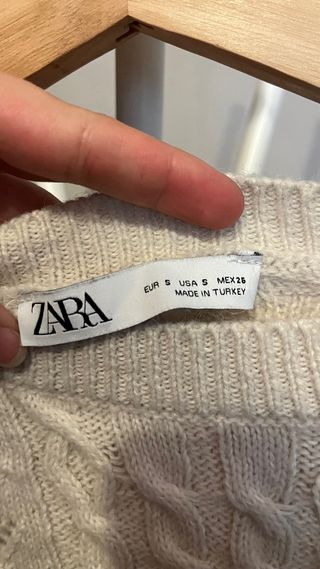 ZARA
EUR S USA S MEX 26
MADE IN TURKEY